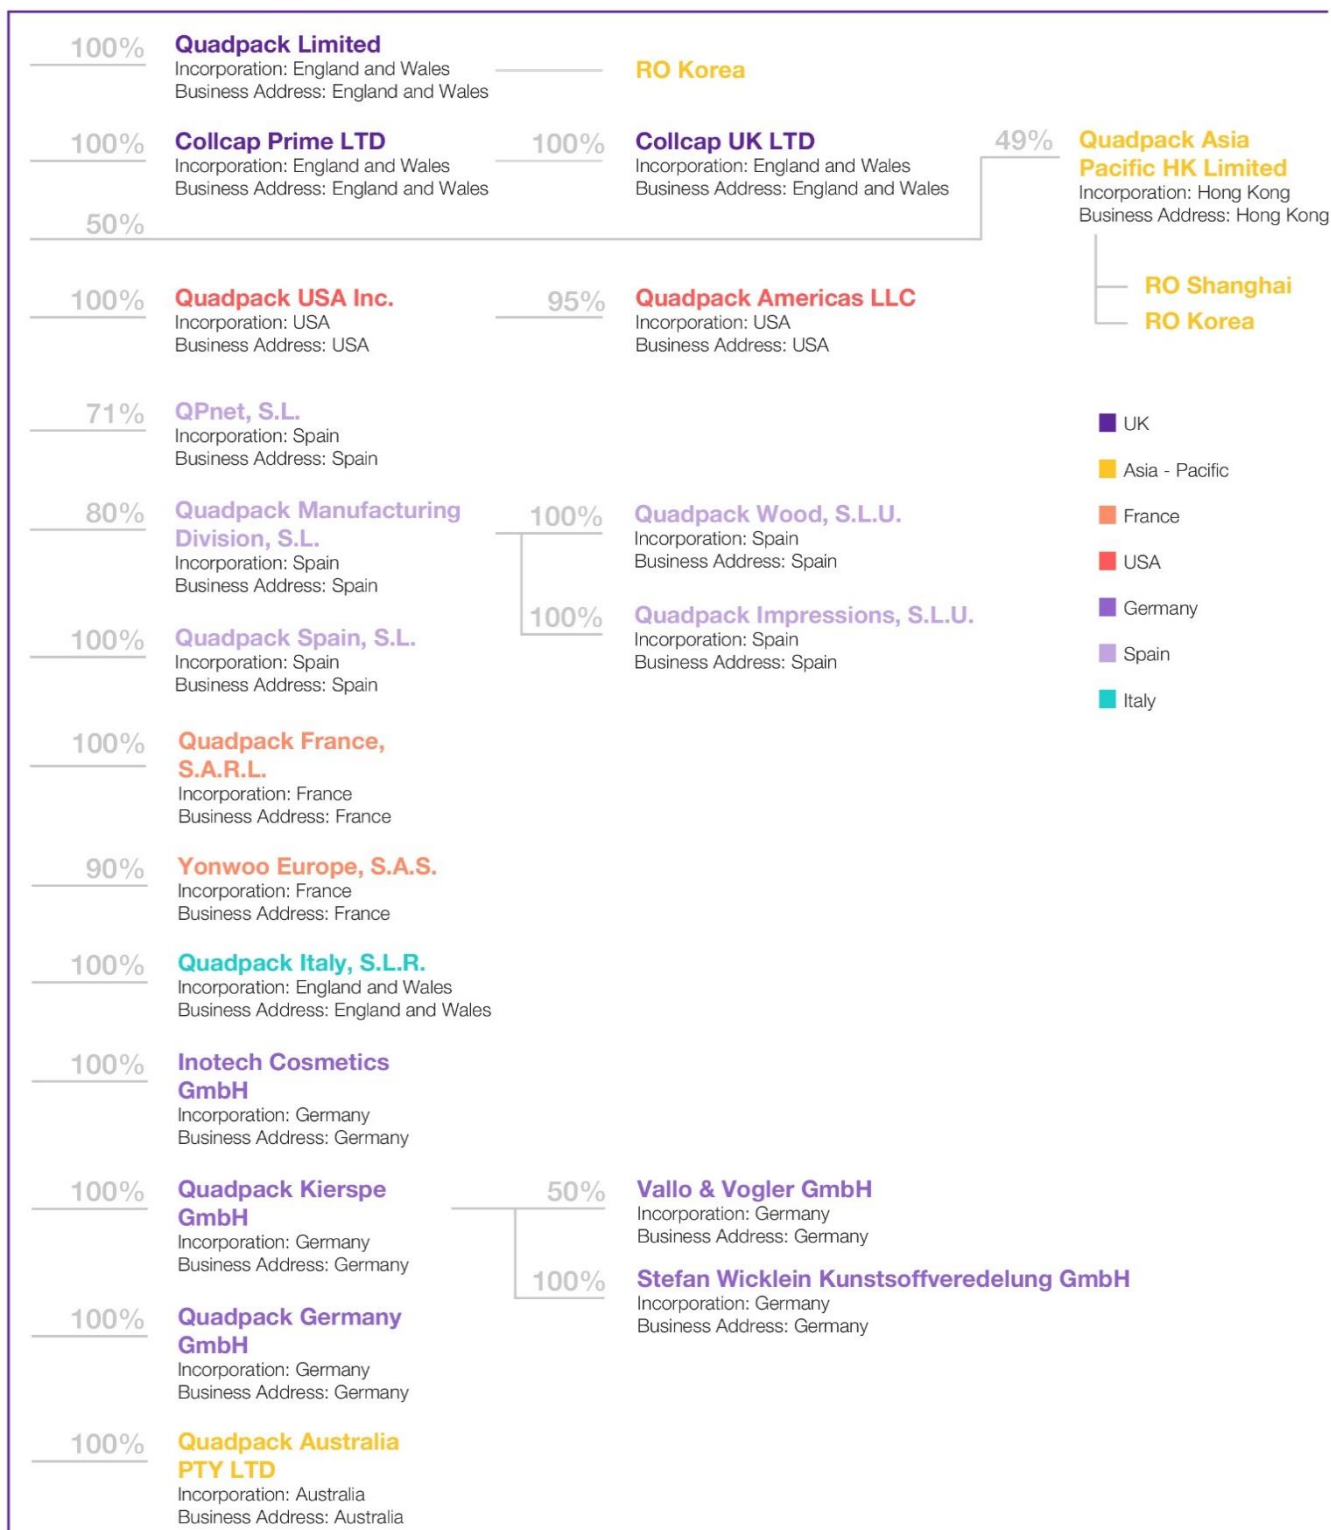 100%
Quadpack Limited
Incorporation: England and Wales
Business Address: England and Wales
RO Korea
100%
Collcap Prime LTD
Incorporation: England and Wales
Business Address: England and Wales
100%
Collcap UK LTD
Incorporation: England and Wales
Business Address: England and Wales
49%
Quadpack Asia
Pacific HK Limited
Incorporation: Hong Kong
Business Address: Hong Kong
50%
RO Shanghai
RO Korea
100%
Quadpack USA Inc.
Incorporation: USA
Business Address: USA
95%
Quadpack Americas LLC
Incorporation: USA
Business Address: USA
71%
QPnet, S.L.
Incorporation: Spain
Business Address: Spain
UK
Asia - Pacific
France
USA
Germany
Spain
Italy
80%
Quadpack Manufacturing
Division, S.L.
Incorporation: Spain
Business Address: Spain
100%
Quadpack Wood, S.L.U.
Incorporation: Spain
Business Address: Spain
100%
Quadpack Impressions, S.L.U.
Incorporation: Spain
Business Address: Spain
100%
Quadpack Spain, S.L.
Incorporation: Spain
Business Address: Spain
100%
Quadpack France,
S.A.R.L.
Incorporation: France
Business Address: France
90%
Yonwoo Europe, S.A.S.
Incorporation: France
Business Address: France
100%
Quadpack Italy, S.L.R.
Incorporation: England and Wales
Business Address: England and Wales
100%
Inotech Cosmetics
GmbH
Incorporation: Germany
Business Address: Germany
100%
Quadpack Kierspe
GmbH
Incorporation: Germany
Business Address: Germany
50%
Vallo & Vogler GmbH
Incorporation: Germany
Business Address: Germany
100%
Stefan Wicklein Kunstsoffveredelung GmbH
Incorporation: Germany
Business Address: Germany
100%
Quadpack Germany
GmbH
Incorporation: Germany
Business Address: Germany
100%
Quadpack Australia
PTY LTD
Incorporation: Australia
Business Address: Australia